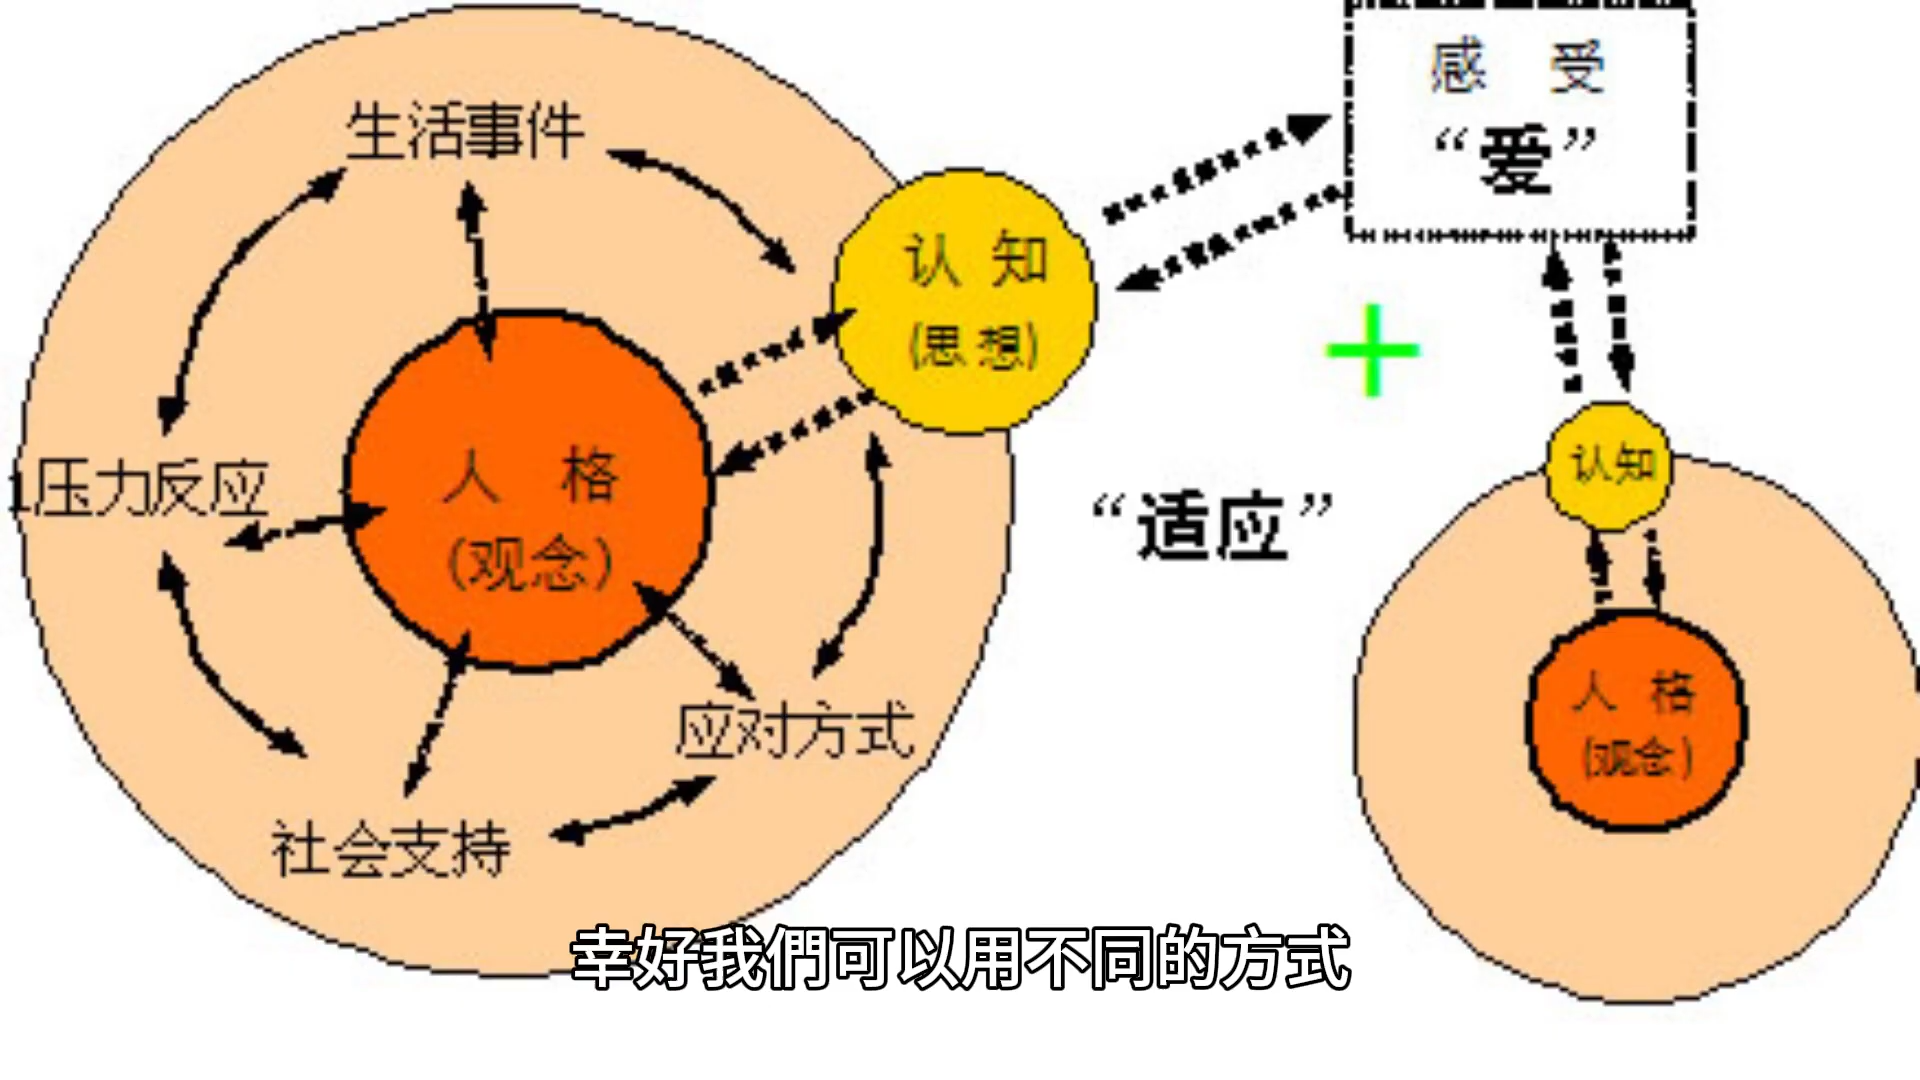 生活事件
认 知
(思 想)
感 受
“爱”
压力反应
人 格
(观念)
应对方式
社会支持
“适应”
认知
人 格
(观念)
幸好我們可以用不同的方式